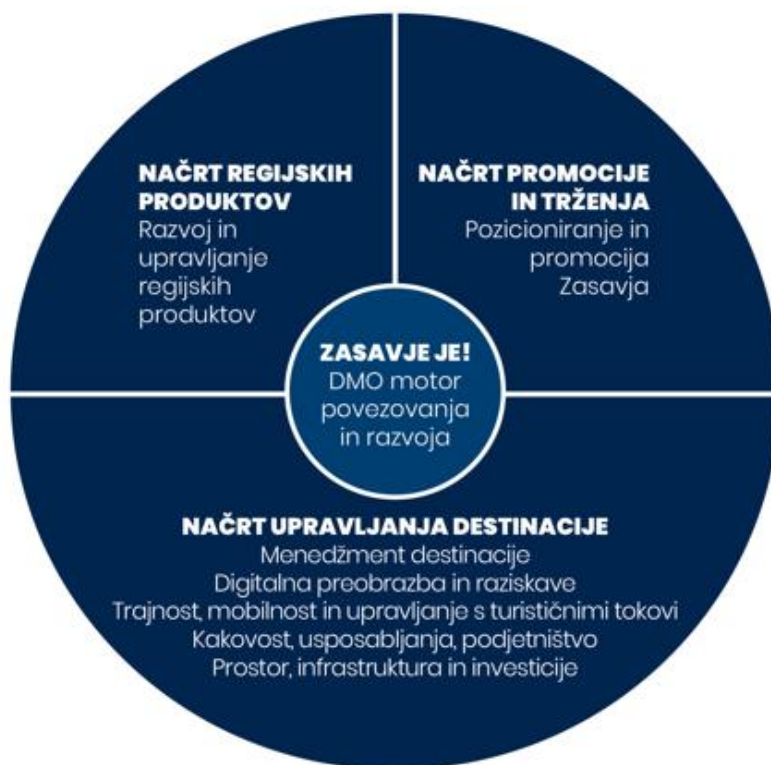 NAČRT REGIJSKIH
PRODUKTOV
Razvoj in
upravljanje
regijskih
produktov
NAČRT PROMOCIJE
IN TRŽENJA
Pozicioniranje in
promocija
Zasavja
ZASAVJE JE!
DMO motor
povezovanja
in razvoja
NAČRT UPRAVLJANJA DESTINACIJE
Menedžment destinacije
Digitalna preobrazba in raziskave
Trajnost, mobilnost in upravljanje s turističnimi tokovi
Kakovost, usposabljanja, podjetništvo
Prostor, infrastruktura in investicije